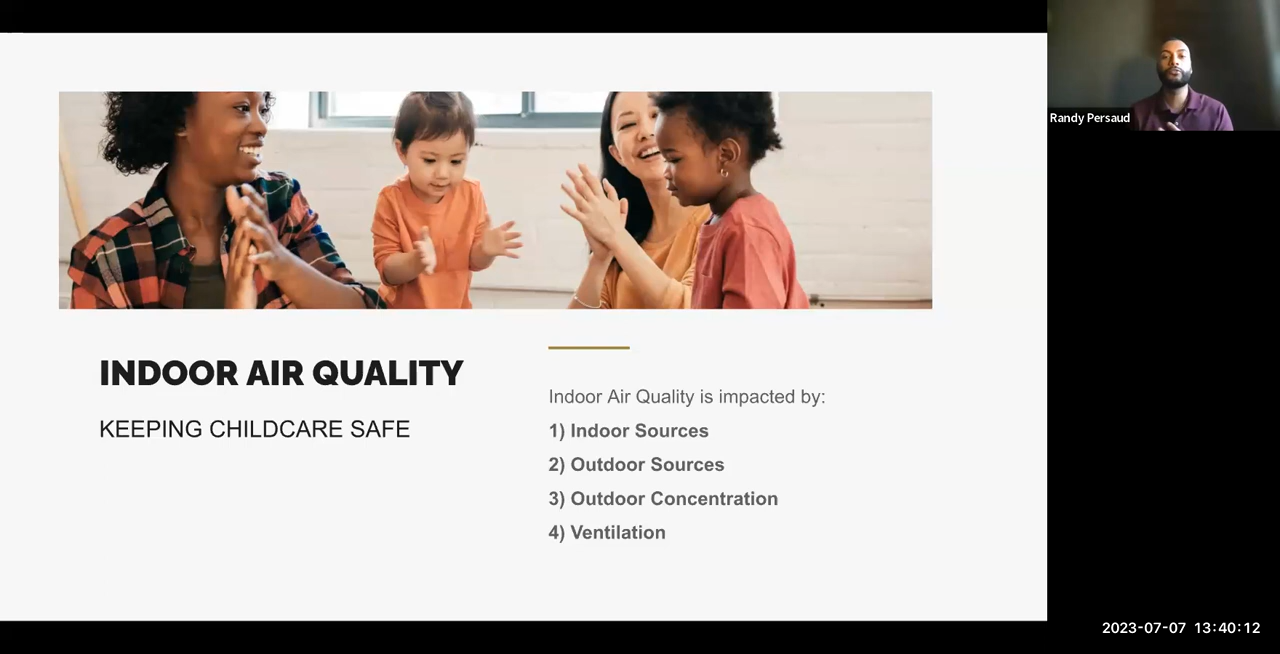 Randy Persaud
INDOOR AIR QUALITY
KEEPING CHILDCARE SAFE
Indoor Air Quality is impacted by:
1) Indoor Sources
2) Outdoor Sources
3) Outdoor Concentration
4) Ventilation
2023-07-07 13:40:12